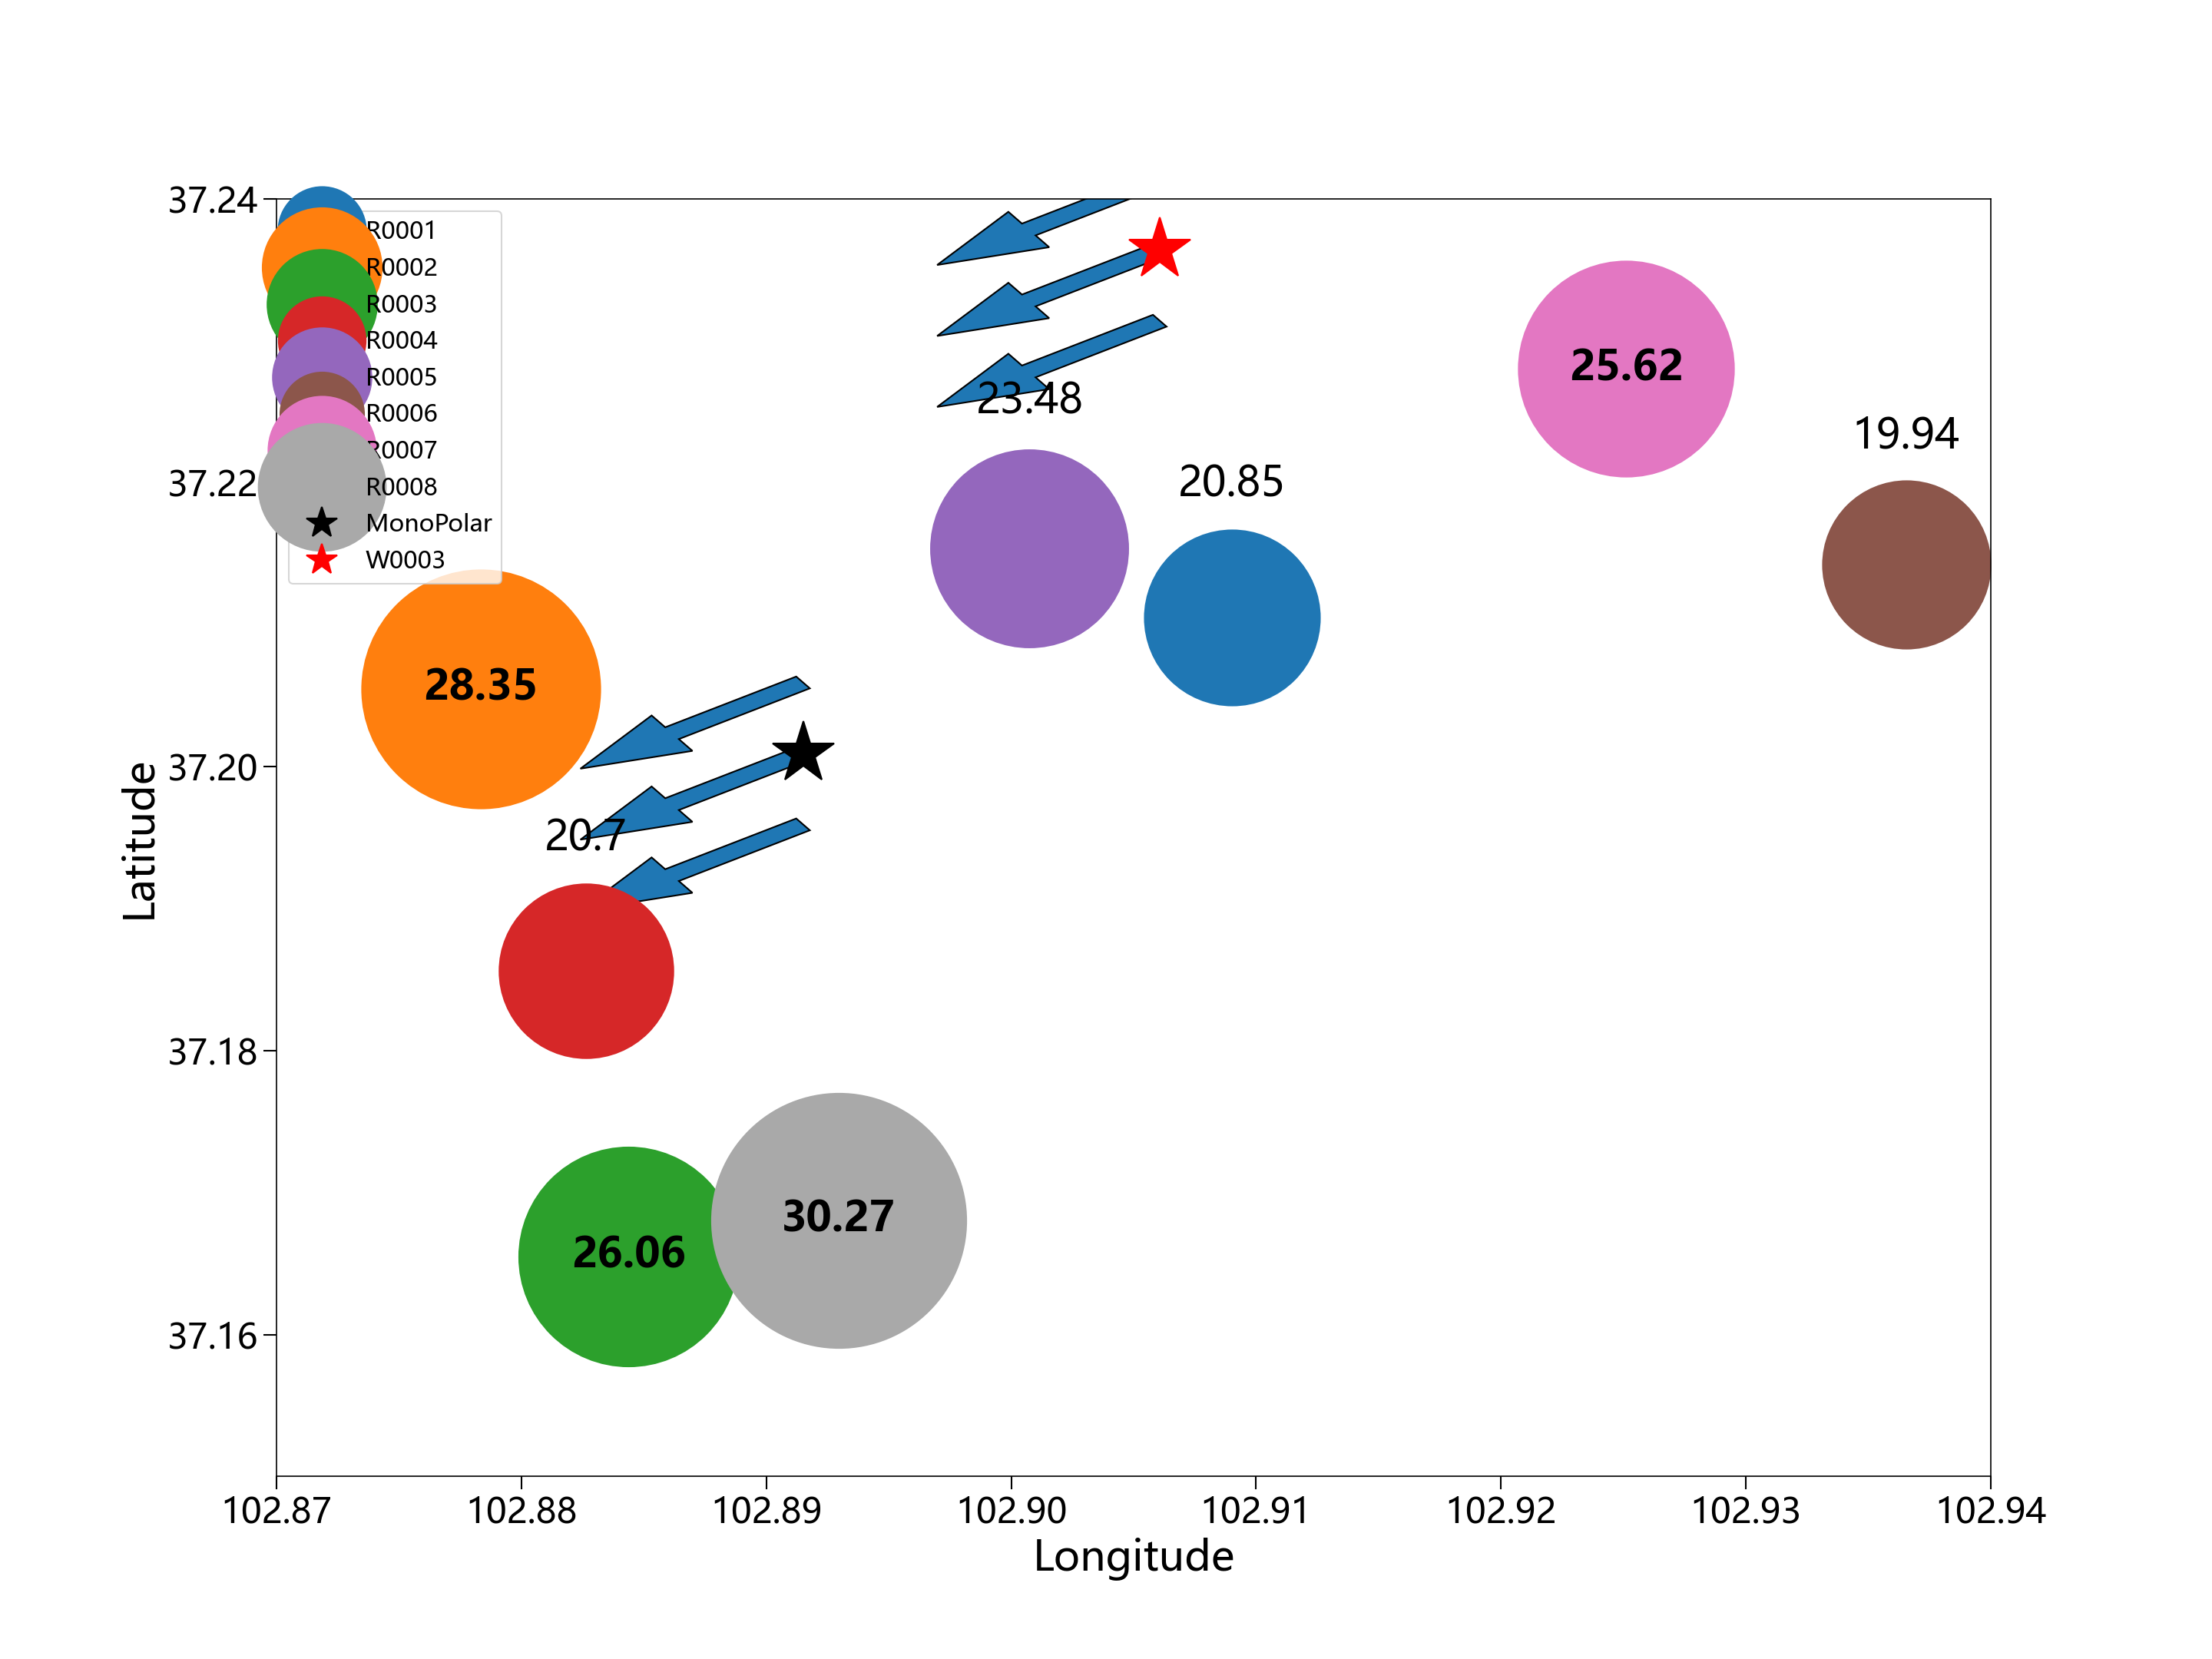 37.24
37.22
37.20
37.18
37.16
Latitude
R0001
R0002
R0003
R0004
R0005
R0006
R0007
R0008
MonoPolar
W0003
23.48
20.85
25.62
19.94
28.35
20.7
26.06
30.27
102.87 102.88 102.89 102.90 102.91 102.92 102.93 102.94
Longitude